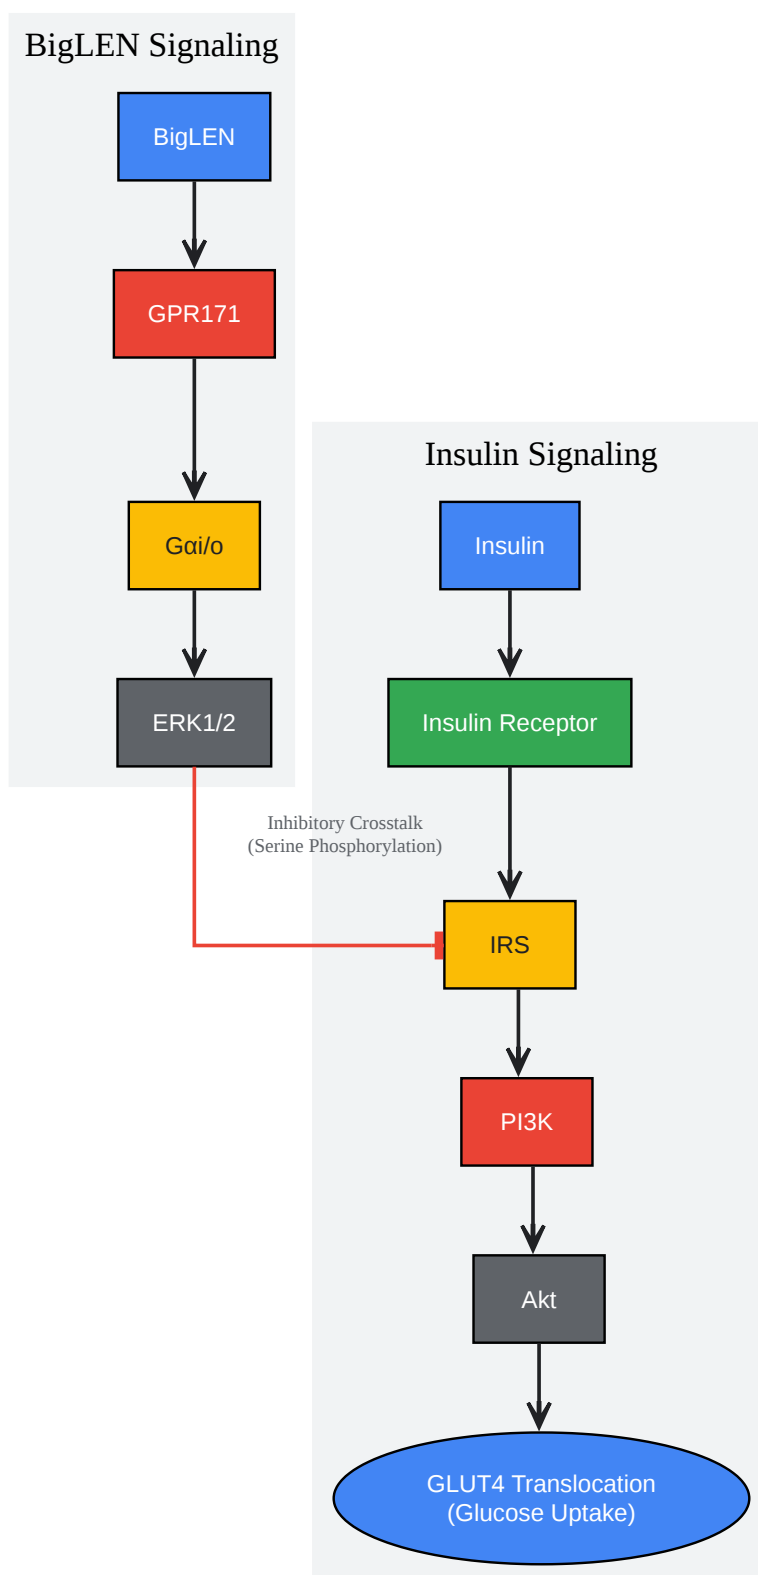 BigLEN Signaling
BigLEN
GPR171
Gαi/o
ERK1/2
Insulin Signaling
Insulin
Insulin Receptor
Inhibitory Crosstalk
(Serine Phosphorylation)
IRS
PI3K
Akt
GLUT4 Translocation
(Glucose Uptake)